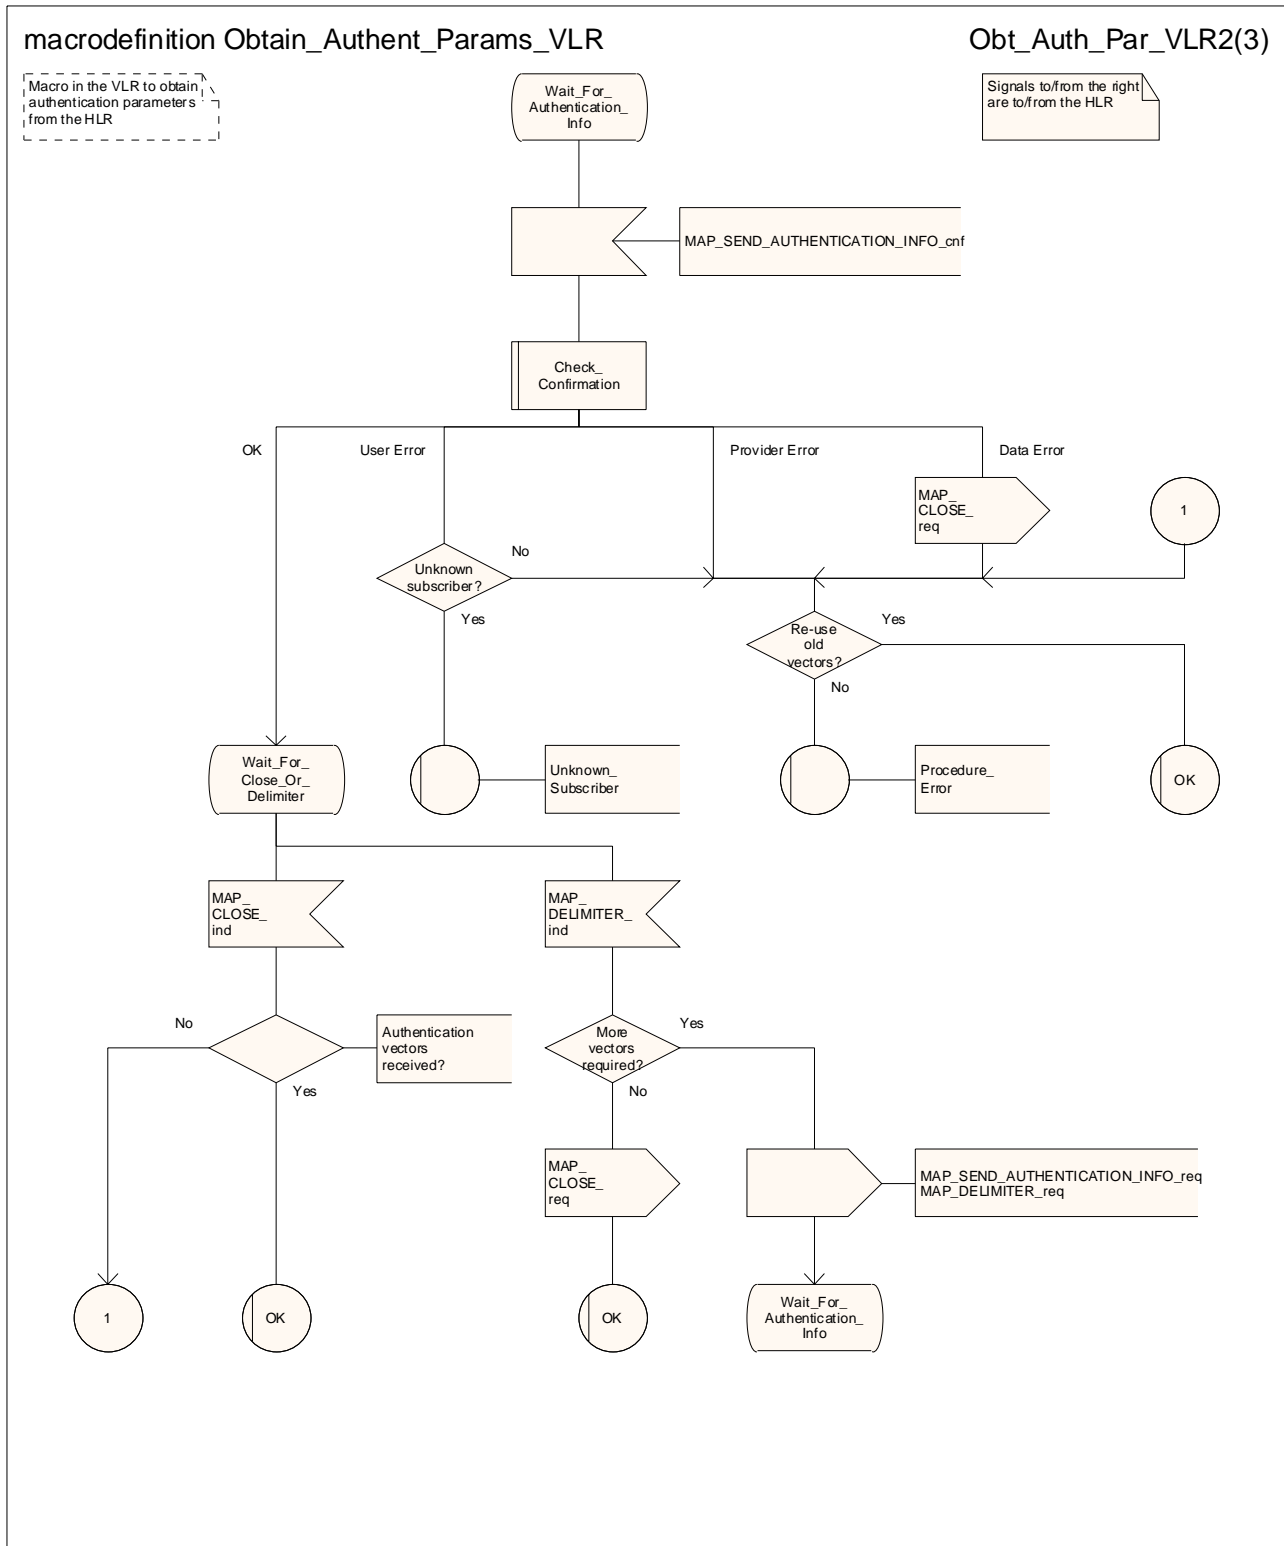 macrodefinition Obtain_Authent_Params_VLR
Obt_Auth_Par_VLR2(3)
Macro in the VLR to obtain
authentication parameters
from the HLR
Wait_For_
Authentication_
Info
Signals to/from the right
are to/from the HLR
MAP_SEND_AUTHENTICATION_INFO_cnf
Check_
Confirmation
OK
User Error
Provider Error
Data Error
MAP_
CLOSE_
req
1
Unknown
subscriber?
No
Yes
Re-use
old
vectors?
Yes
No
Wait_For_
Close_Or_
Delimiter
Unknown_
Subscriber
Procedure_
Error
OK
MAP_
CLOSE_
ind
MAP_
DELIMITER_
ind
No
Authentication
vectors
received?
Yes
More
vectors
required?
Yes
No
MAP_
CLOSE_
req
MAP_SEND_AUTHENTICATION_INFO_req
MAP_DELIMITER_req
1
OK
OK
Wait_For_
Authentication_
Info